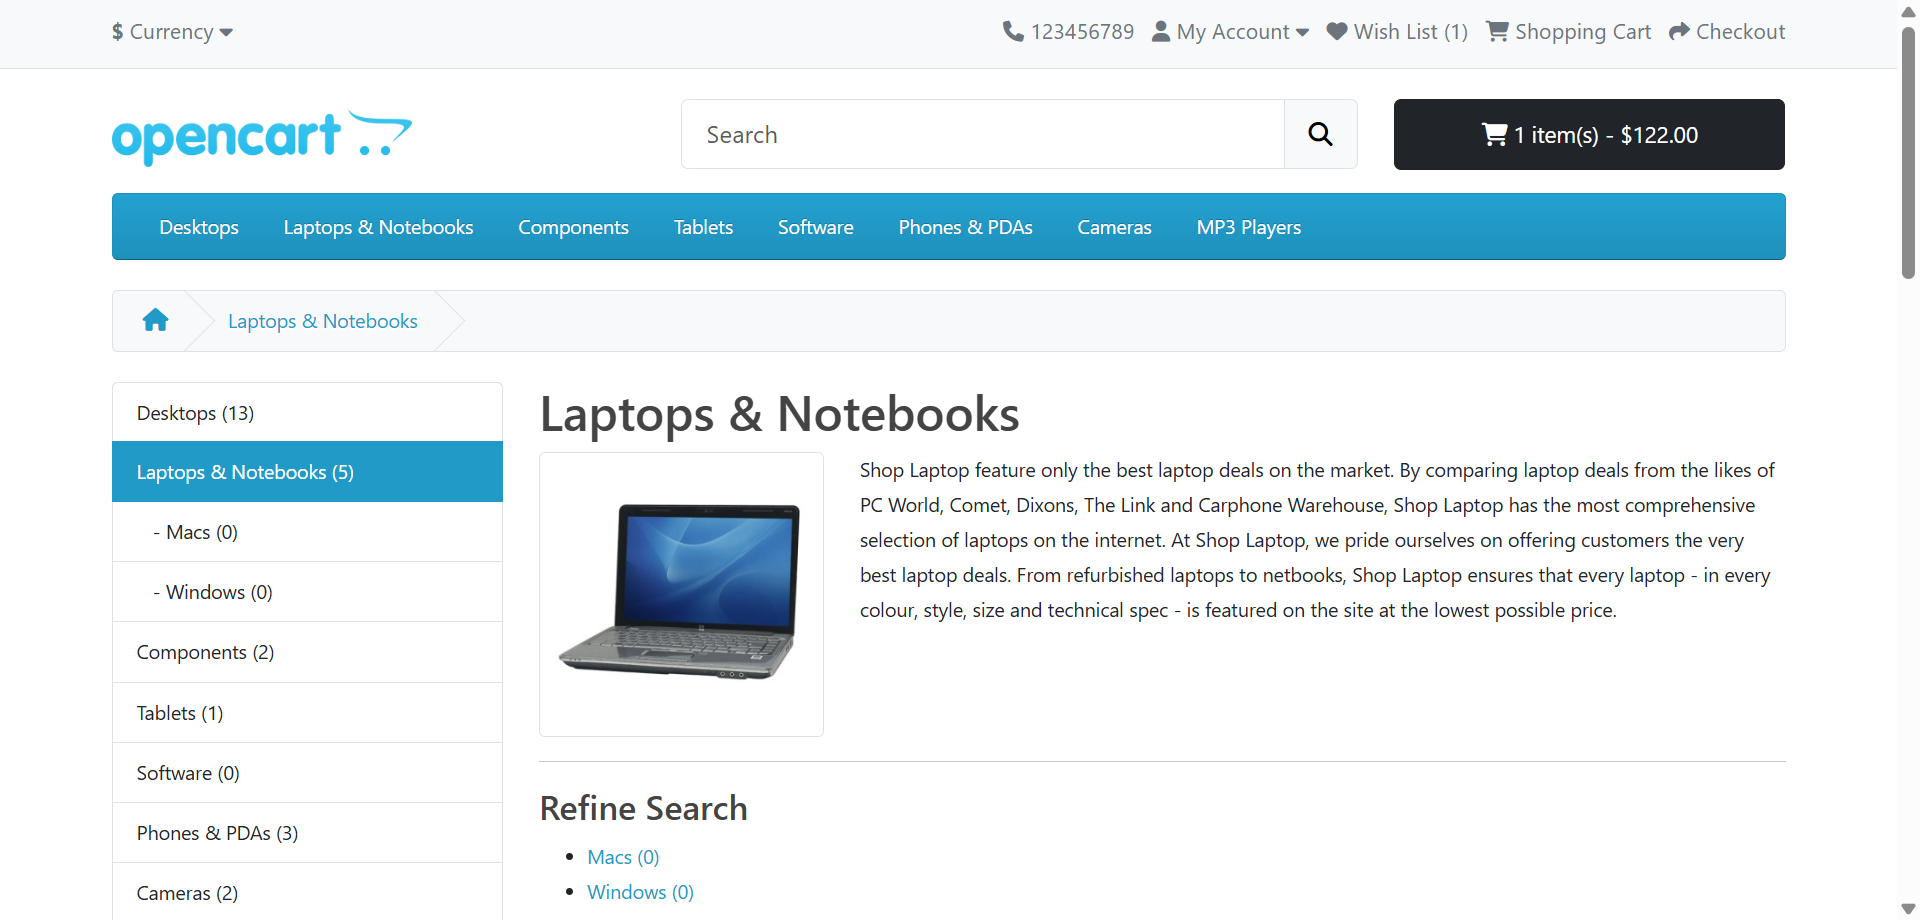 $ Currency
123456789
My Account
Wish List (1)
Shopping Cart
Checkout
opencart
Search
1 item(s) - $122.00
Desktops
Laptops & Notebooks
Components
Tablets
Software
Phones & PDAs
Cameras
MP3 Players
Laptops & Notebooks
Desktops (13)
Laptops & Notebooks (5)
- Macs (0)
- Windows (0)
Components (2)
Tablets (1)
Software (0)
Phones & PDAs (3)
Cameras (2)
Laptops & Notebooks
Shop Laptop feature only the best laptop deals on the market. By comparing laptop deals from the likes of
PC World, Comet, Dixons, The Link and Carphone Warehouse, Shop Laptop has the most comprehensive
selection of laptops on the internet. At Shop Laptop, we pride ourselves on offering customers the very
best laptop deals. From refurbished laptops to netbooks, Shop Laptop ensures that every laptop - in every
colour, style, size and technical spec - is featured on the site at the lowest possible price.
Refine Search
• Macs (0)
• Windows (0)